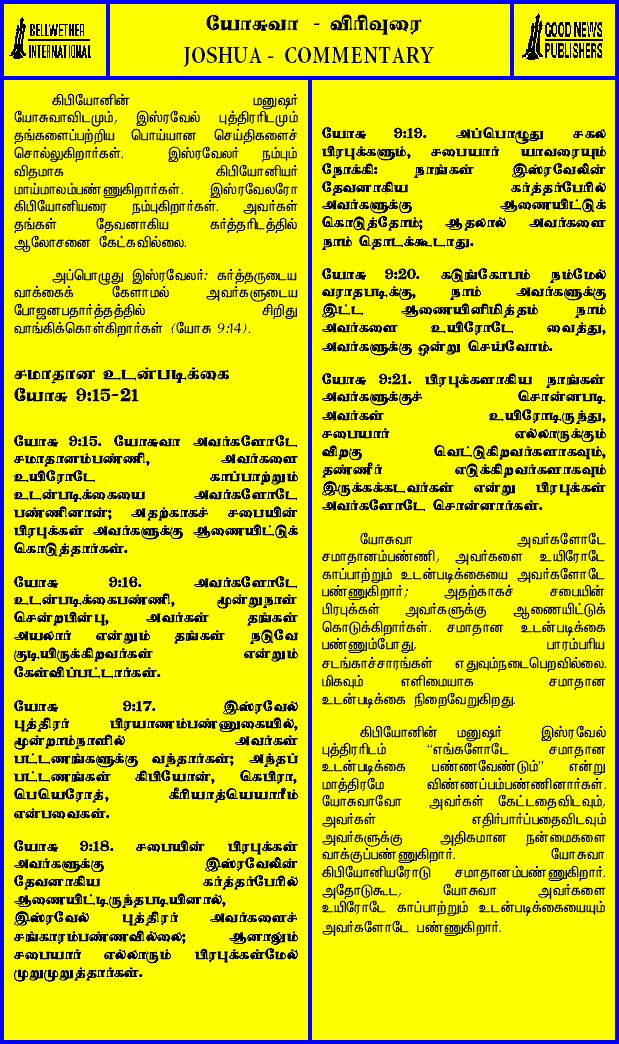 BELLWETHER
INTERNATIONAL
யோசுவா - விரிவுரை
JOSHUA - COMMENTARY
GOOD NEWS
PUBLISHERS
கிபியோனின் மனுஷர்
யோசுவாவிடமும், இஸ்ரவேல் புத்திரரிடமும்
தங்களைப்பற்றிய பொய்யான செய்திகளைச்
சொல்லுகிறார்கள். இஸ்ரவேலர் நம்பும்
விதமாக கிபியோனியர்
மாய்மாலம்பண்ணுகிறார்கள். இஸ்ரவேலரோ
கிபியோனியரை நம்புகிறார்கள். அவர்கள்
தங்கள் தேவனாகிய கர்த்தரிடத்தில்
ஆலோசனை கேட்கவில்லை.
அப்பொழுது இஸ்ரவேலர்: கர்த்தருடைய
வாக்கைக் கேளாமல் அவர்களுடைய
போஜனபதார்த்தத்தில் சிறிது
வாங்கிக்கொள்கிறார்கள் (யோசு 9:14).
சமாதான உடன்படிக்கை
யோசு 9:15-21
யோசு 9:15. யோசுவா அவர்களோடே
சமாதானம்பண்ணி, அவர்களை
உயிரோடே காப்பாற்றும்
உடன்படிக்கையை அவர்களோடே
பண்ணினான்; அதற்காகச் சபையின்
பிரபுக்கள் அவர்களுக்கு ஆணையிட்டுக்
கொடுத்தார்கள்.
யோசு 9:16. அவர்களோடே
உடன்படிக்கைபண்ணி, மூன்றுநாள்
சென்றபின்பு, அவர்கள் தங்கள்
அயலார் என்றும் தங்கள் நடுவே
குடியிருக்கிறவர்கள் என்றும்
கேள்விப்பட்டார்கள்.
யோசு 9:17. இஸ்ரவேல்
புத்திரர் பிரயாணம்பண்ணுகையில்,
மூன்றாம்நாளில் அவர்கள்
பட்டணங்களுக்கு வந்தார்கள்; அந்தப்
பட்டணங்கள் கிபியோன், கெபிரா,
பெயெரோத், கீரியாத்யெயாரீம்
என்பவைகள்.
யோசு 9:18. சபையின் பிரபுக்கள்
அவர்களுக்கு இஸ்ரவேலின்
தேவனாகிய கர்த்தர்பேரில்
ஆணையிட்டிருந்தபடியினால்,
இஸ்ரவேல் புத்திரர் அவர்களைச்
சங்காரம்பண்ணவில்லை; ஆனாலும்
சபையார் எல்லாரும் பிரபுக்கள்மேல்
முறுமுறுத்தார்கள்.
யோசு 9:19. அப்பொழுது சகல
பிரபுக்களும், சபையார் யாவரையும்
நோக்கி: நாங்கள் இஸ்ரவேலின்
தேவனாகிய கர்த்தர்பேரில்
அவர்களுக்கு ஆணையிட்டுக்
கொடுத்தோம்; ஆதலால் அவர்களை
நாம் தொடக்கூடாது.
யோசு 9:20. கடுங்கோபம் நம்மேல்
வராதபடிக்கு, நாம் அவர்களுக்கு
இட்ட ஆணையினிமித்தம் நாம்
அவர்களை உயிரோடே வைத்து,
அவர்களுக்கு ஒன்று செய்வோம்.
யோசு 9:21. பிரபுக்களாகிய நாங்கள்
அவர்களுக்குச் சொன்னபடி
அவர்கள் உயிரோடிருந்து,
சபையார் எல்லாருக்கும்
விறகு வெட்டுகிறவர்களாகவும்,
தண்ணீர் எடுக்கிறவர்களாகவும்
இருக்கக்கடவர்கள் என்று பிரபுக்கள்
அவர்களோடே சொன்னார்கள்.
யோசுவா அவர்களோடே
சமாதானம்பண்ணி, அவர்களை உயிரோடே
காப்பாற்றும் உடன்படிக்கையை அவர்களோடே
பண்ணுகிறார்; அதற்காகச் சபையின்
பிரபுக்கள் அவர்களுக்கு ஆணையிட்டுக்
கொடுக்கிறார்கள். சமாதான உடன்படிக்கை
பண்ணும்போது, பாரம்பரிய
சடங்காச்சாரங்கள் எதுவும்நடைபெறவில்லை.
மிகவும் எளிமையாக சமாதான
உடன்படிக்கை நிறைவேறுகிறது.
கிபியோனின் மனுஷர் இஸ்ரவேல்
புத்திரரிடம் “எங்களோடே சமாதான
உடன்படிக்கை பண்ணவேண்டும்” என்று
மாத்திரமே விண்ணப்பம்பண்ணினார்கள்.
யோசுவாவோ அவர்கள் கேட்டதைவிடவும்,
அவர்கள் எதிர்பார்ப்பதைவிடவும்
அவர்களுக்கு அதிகமான நன்மைகளை
வாக்குப்பண்ணுகிறார். யோசுவா
கிபியோனியரோடு சமாதானம்பண்ணுகிறார்.
அதோடுகூட, யோசுவா அவர்களை
உயிரோடே காப்பாற்றும் உடன்படிக்கையையும்
அவர்களோடே பண்ணுகிறார்.